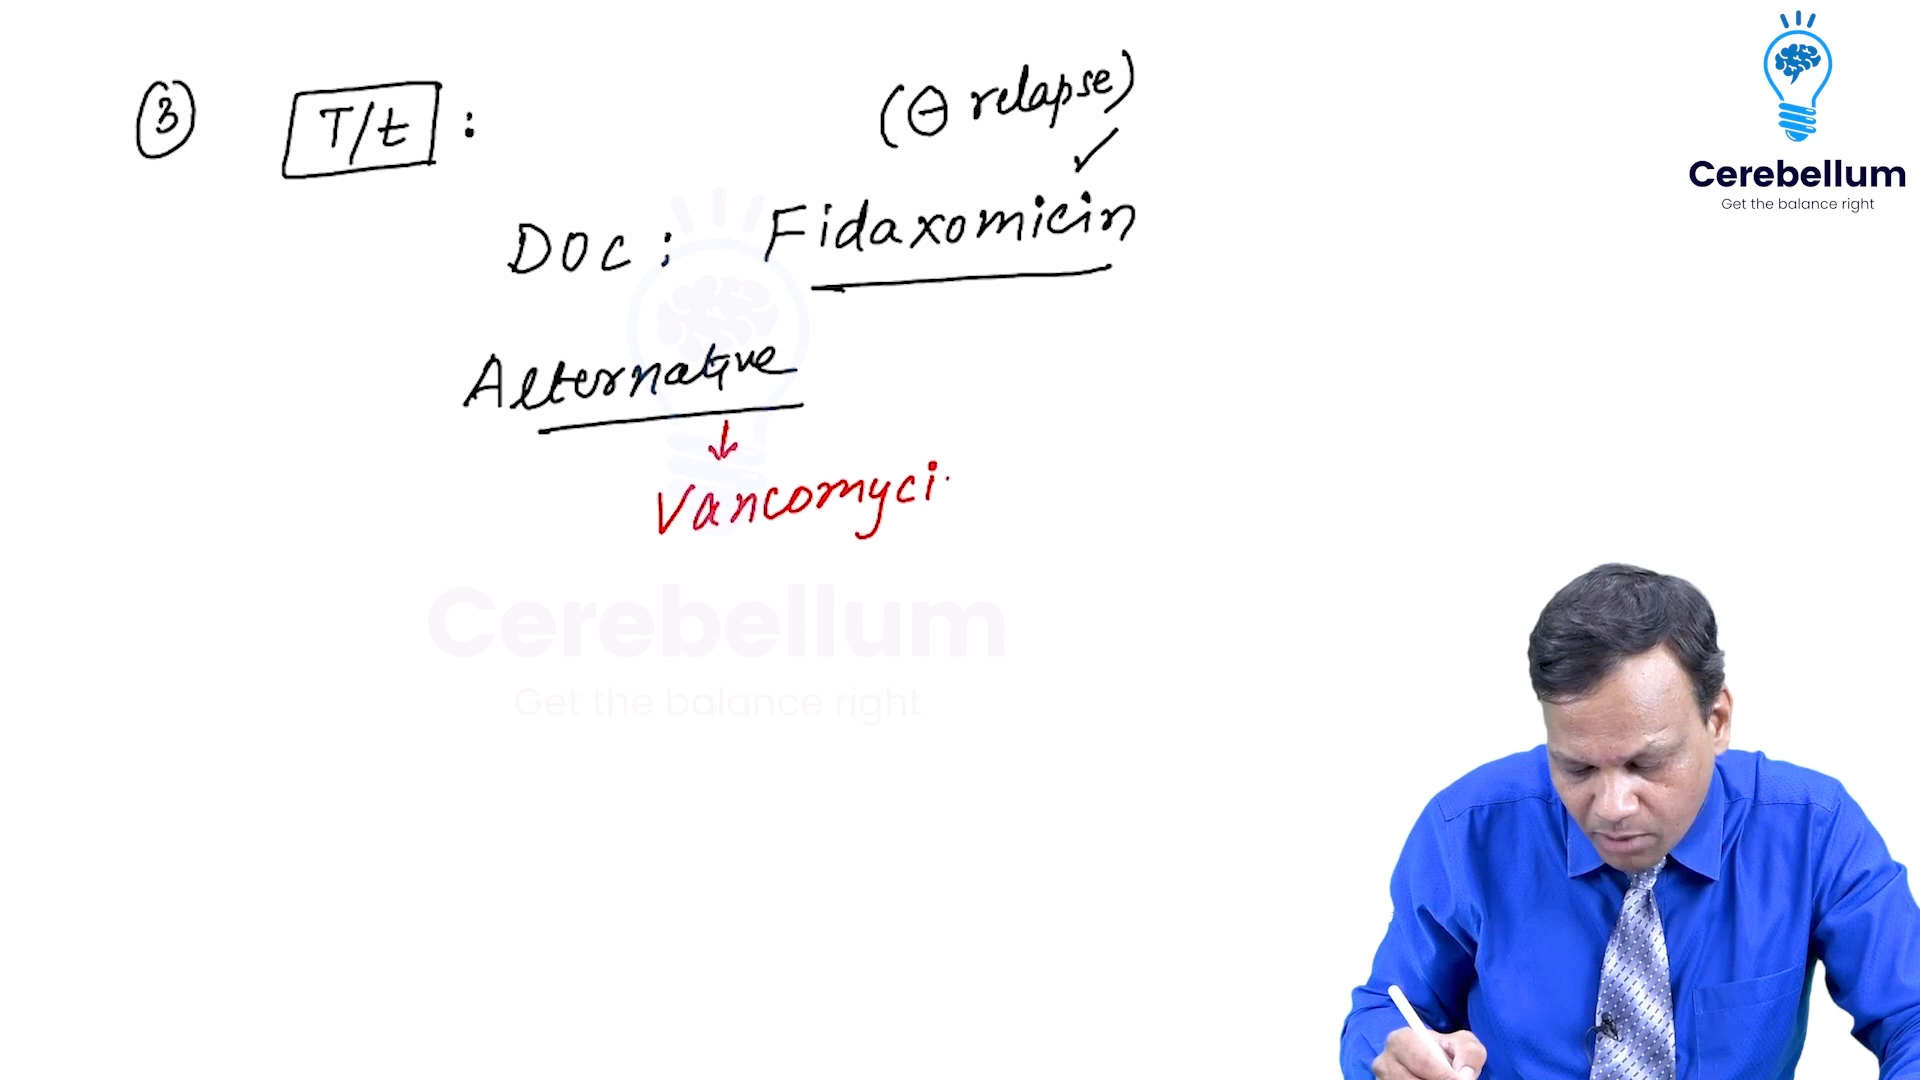 Cerebellum
Get the balance right
3 T/t :
(⊖ relapse) ✓
DOC : Fidaxomicin
Alternative
↓
Vancomyci
Cerebellum
Get the balance right